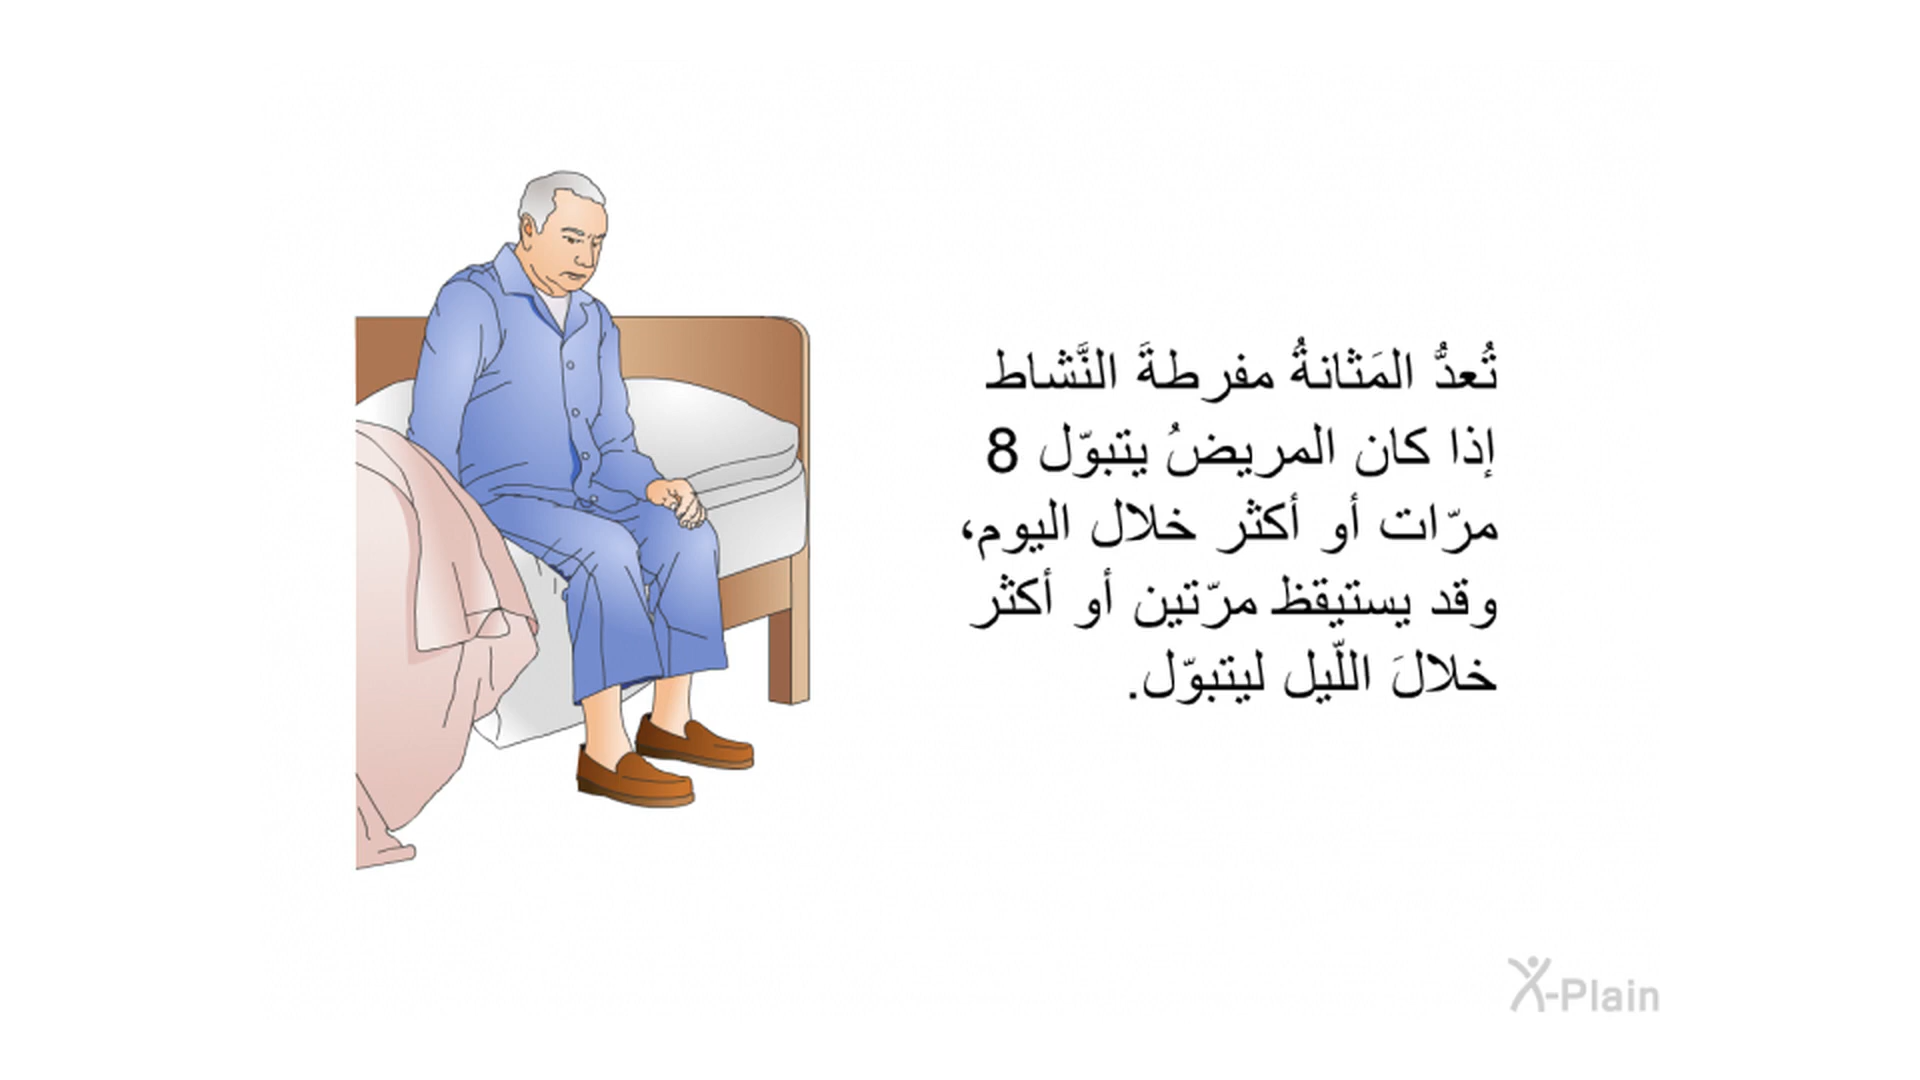 تُعدُّ المَثانةُ مفرطةَ النَّشاط
إذا كان المريضُ يتبوّل 8
مرّات أو أكثر خلال اليوم،
وقد يستيقظ مرّتين أو أكثر
خلالَ اللّيل ليتبوّل.
X-Plain